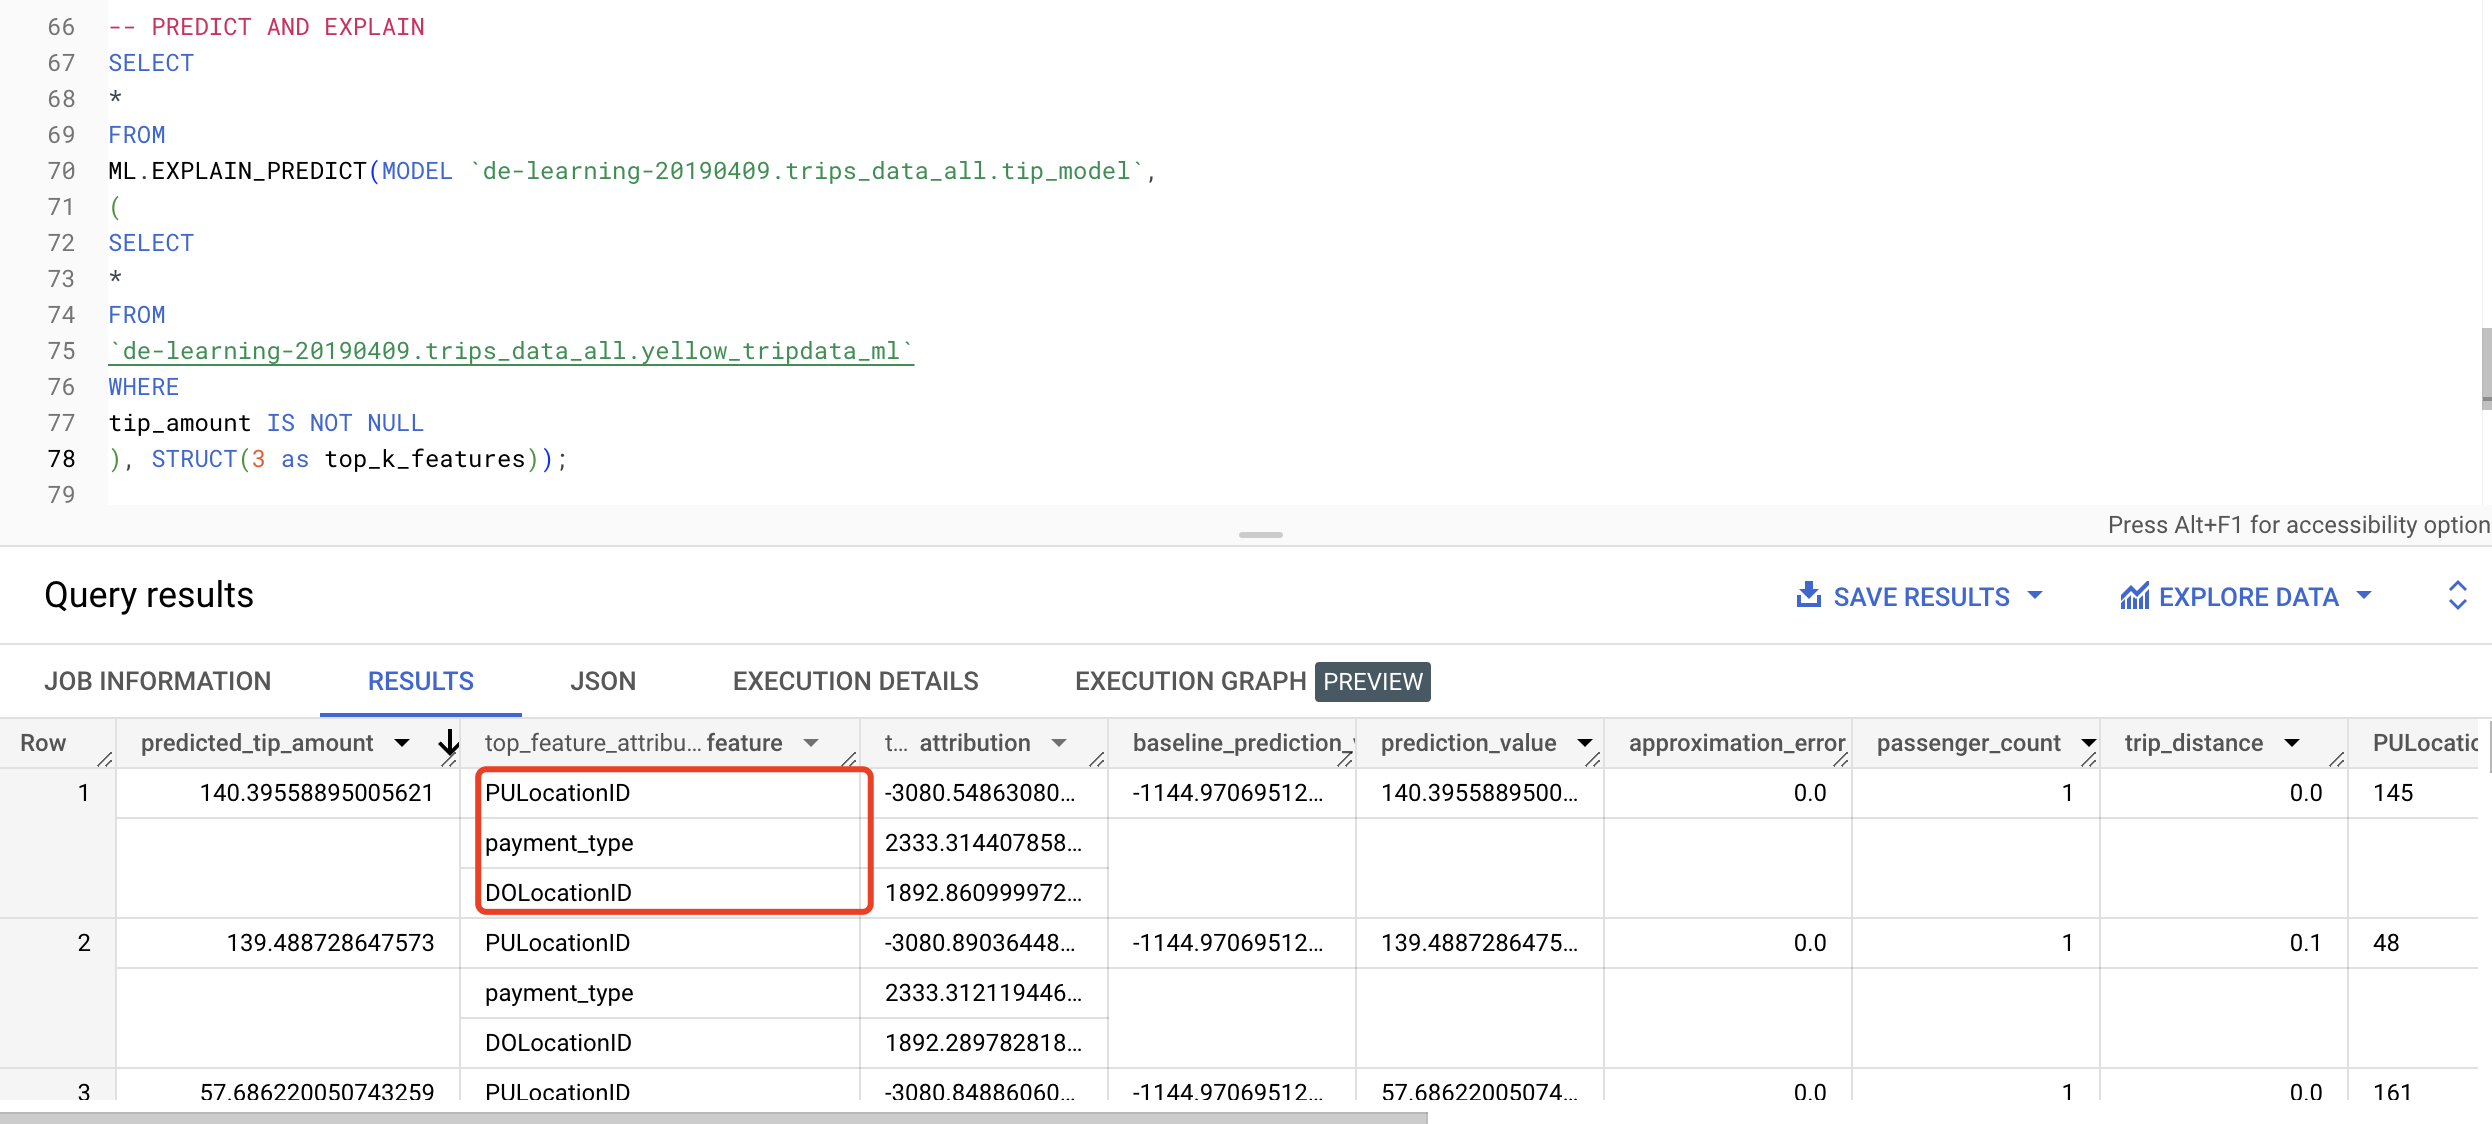 66 -- PREDICT AND EXPLAIN
67 SELECT
68 *
69 FROM
70 ML.EXPLAIN_PREDICT(MODEL `de-learning-20190409.trips_data_all.tip_model`,
71 (
72 SELECT
73 *
74 FROM
75 `de-learning-20190409.trips_data_all.yellow_tripdata_ml`
76 WHERE
77 tip_amount IS NOT NULL
78 ), STRUCT(3 as top_k_features));
79
Press Alt+F1 for accessibility option
Query results SAVE RESULTS EXPLORE DATA
JOB INFORMATION RESULTS JSON EXECUTION DETAILS EXECUTION GRAPH PREVIEW
Row predicted_tip_amount top_feature_attribu... feature t... attribution baseline_prediction_ prediction_value approximation_error passenger_count trip_distance PULocatio
1 140.39558895005621 PULocationID -3080.54863080... -1144.97069512... 140.3955889500... 0.0 1 0.0 145
payment_type 2333.314407858...
DOLocationID 1892.860999972...
2 139.488728647573 PULocationID -3080.89036448... -1144.97069512... 139.4887286475... 0.0 1 0.1 48
payment_type 2333.312119446...
DOLocationID 1892.289782818...
3 57.686220050743259 PULocationID -3080.84886060... -1144.97069512... 57.68622005074... 0.0 1 0.0 161